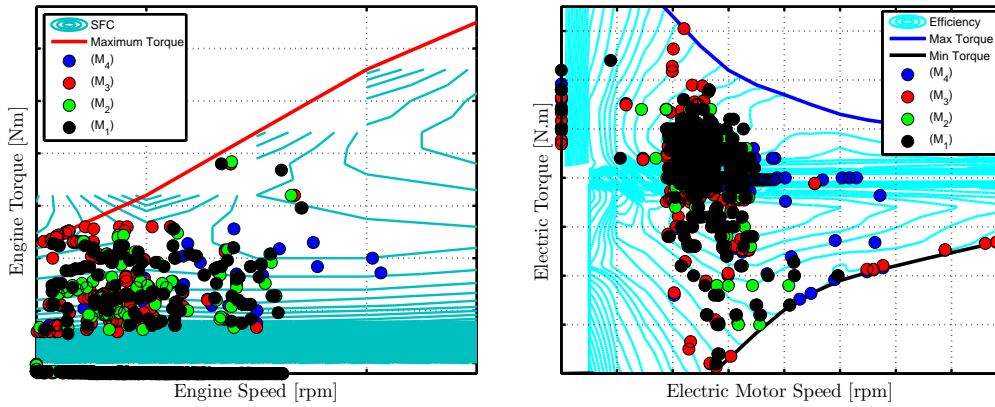 SFC
Maximum Torque
(M4)
(M3)
(M2)
(M1)
Engine Torque [Nm]
Engine Speed [rpm]
Efficiency
Max Torque
Min Torque
(M4)
(M3)
(M2)
(M1)
Electric Torque [N.m]
Electric Motor Speed [rpm]